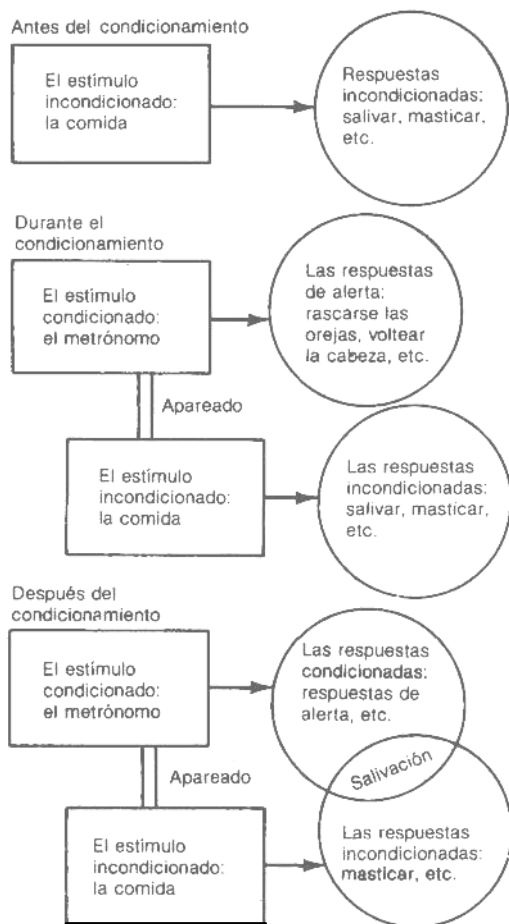 Antes del condicionamiento
El estímulo
incondicionado:
la comida
Respuestas
incondicionadas:
salivar, masticar,
etc.
Durante el
condicionamiento
El estímulo
condicionado:
el metrónomo
Las respuestas
de alerta:
rascarse las
orejas, voltear
la cabeza, etc.
Apareado
El estímulo
incondicionado:
la comida
Las respuestas
incondicionadas:
salivar, masticar,
etc.
Después del
condicionamiento
El estímulo
condicionado:
el metrónomo
Las respuestas
condicionadas:
respuestas de
alerta, etc.
Salivación
Apareado
El estímulo
incondicionado:
la comida
Las respuestas
incondicionadas:
masticar, etc.